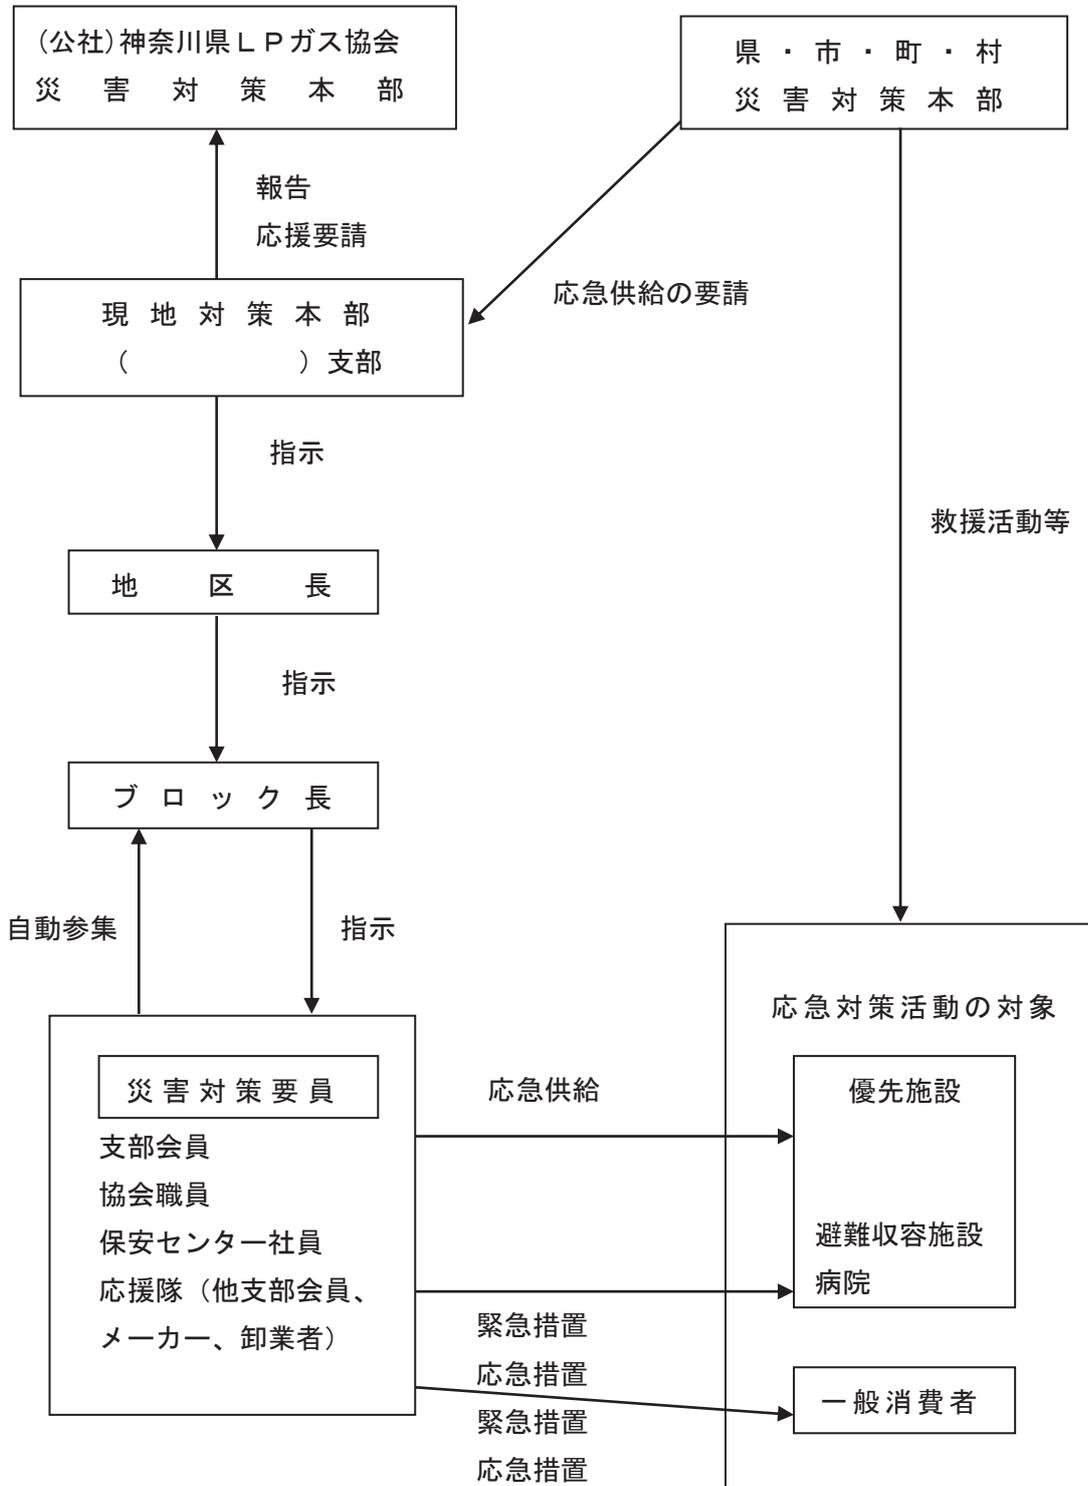 (公社)神奈川県ＬＰガス協会
災害対策本部
県・市・町・村
災害対策本部
報告
応援要請
応急供給の要請
現地対策本部
（　　　　　）支部
指示
救援活動等
地区長
指示
ブロック長
自動参集
指示
応急対策活動の対象
災害対策要員
支部会員
協会職員
保安センター社員
応援隊（他支部会員、
メーカー、卸業者）
応急供給
優先施設
避難収容施設
病院
緊急措置
応急措置
一般消費者
緊急措置
応急措置